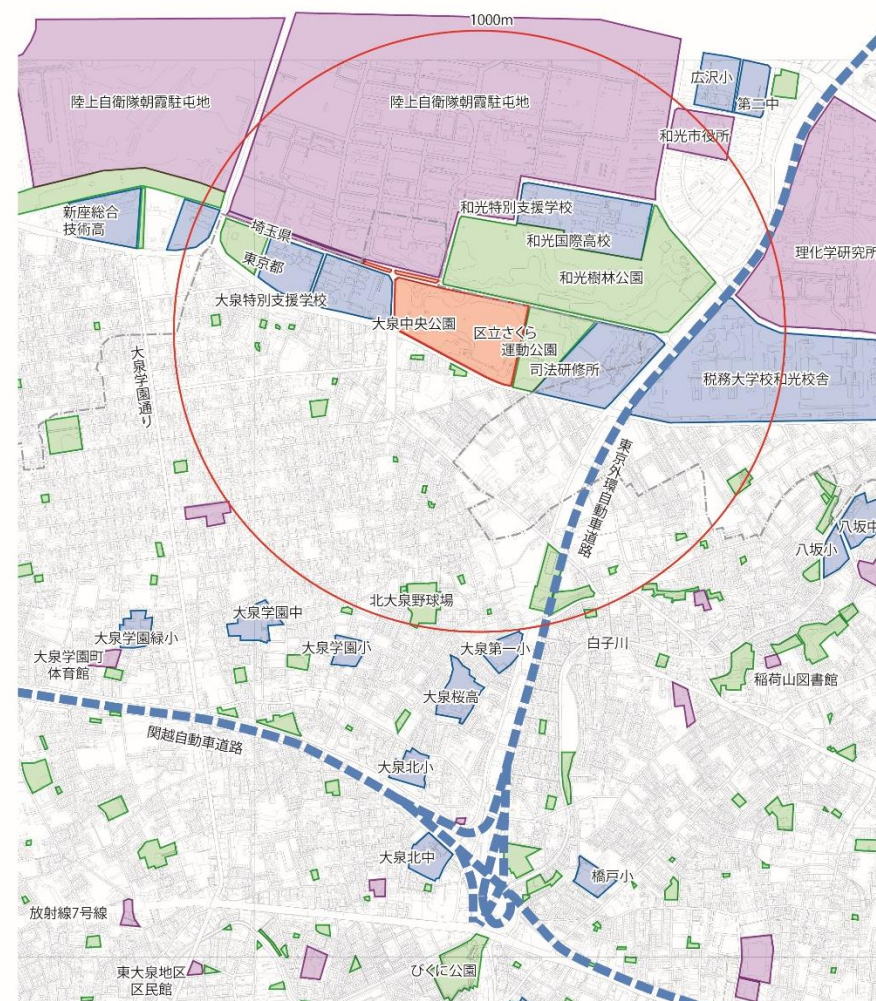 1000m
陸上自衛隊朝霞駐屯地
陸上自衛隊朝霞駐屯地
広沢小
第二中
和光市役所
新座総合
技術高
和光特別支援学校
埼玉県
東京都
和光国際高校
理化学研究所
和光樹林公園
大泉特別支援学校
大泉中央公園
区立さくら
運動公園
司法研修所
税務大学校和光校舎
大泉学園通り
東京外環自動車道路
八坂中
八坂小
北大泉野球場
大泉学園緑小
大泉学園中
大泉学園小
大泉第一小
白子川
大泉学園町
体育館
大泉桜高
稲荷山図書館
関越自動車道路
大泉北小
大泉北中
橋戸小
放射線7号線
東大泉地区
区民館
びくに公園